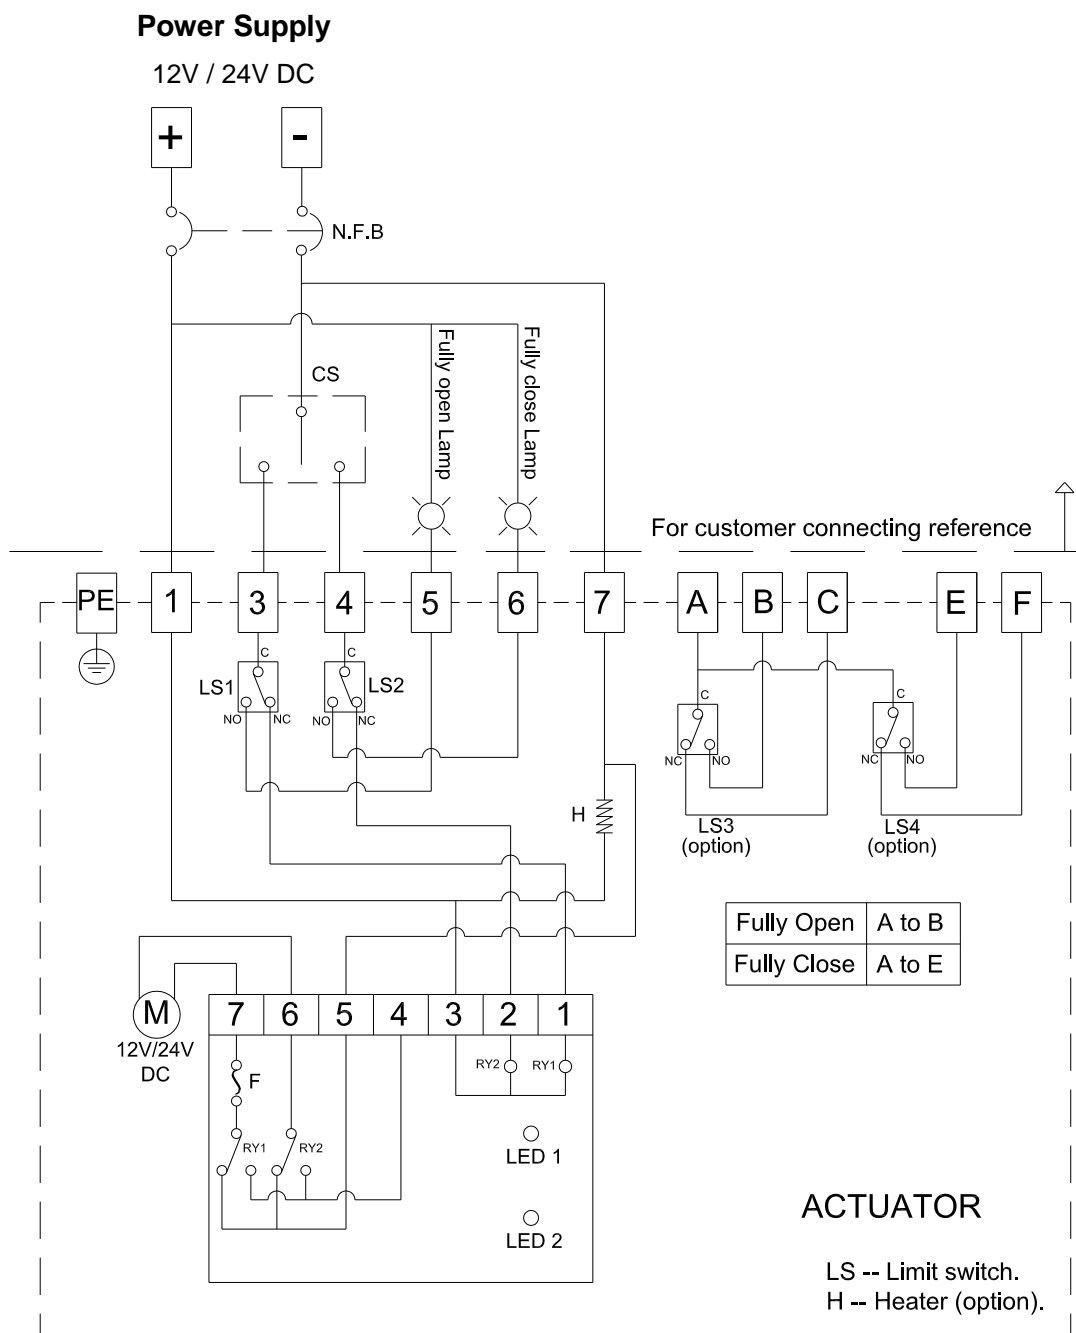 Power Supply
12V / 24V DC
+ -
N.F.B
CS
Fully open Lamp
Fully close Lamp
For customer connecting reference
PE 1 3 4 5 6 7 A B C E F
C C
LS1 LS2
NO NC NO NC
C C
NC NO NC NO
H
LS3 LS4
(option) (option)
Fully Open A to B
Fully Close A to E
7 6 5 4 3 2 1
M
12V/24V
DC
RY2 RY1
F
RY1 RY2
LED 1
LED 2
ACTUATOR
LS -- Limit switch.
H -- Heater (option).